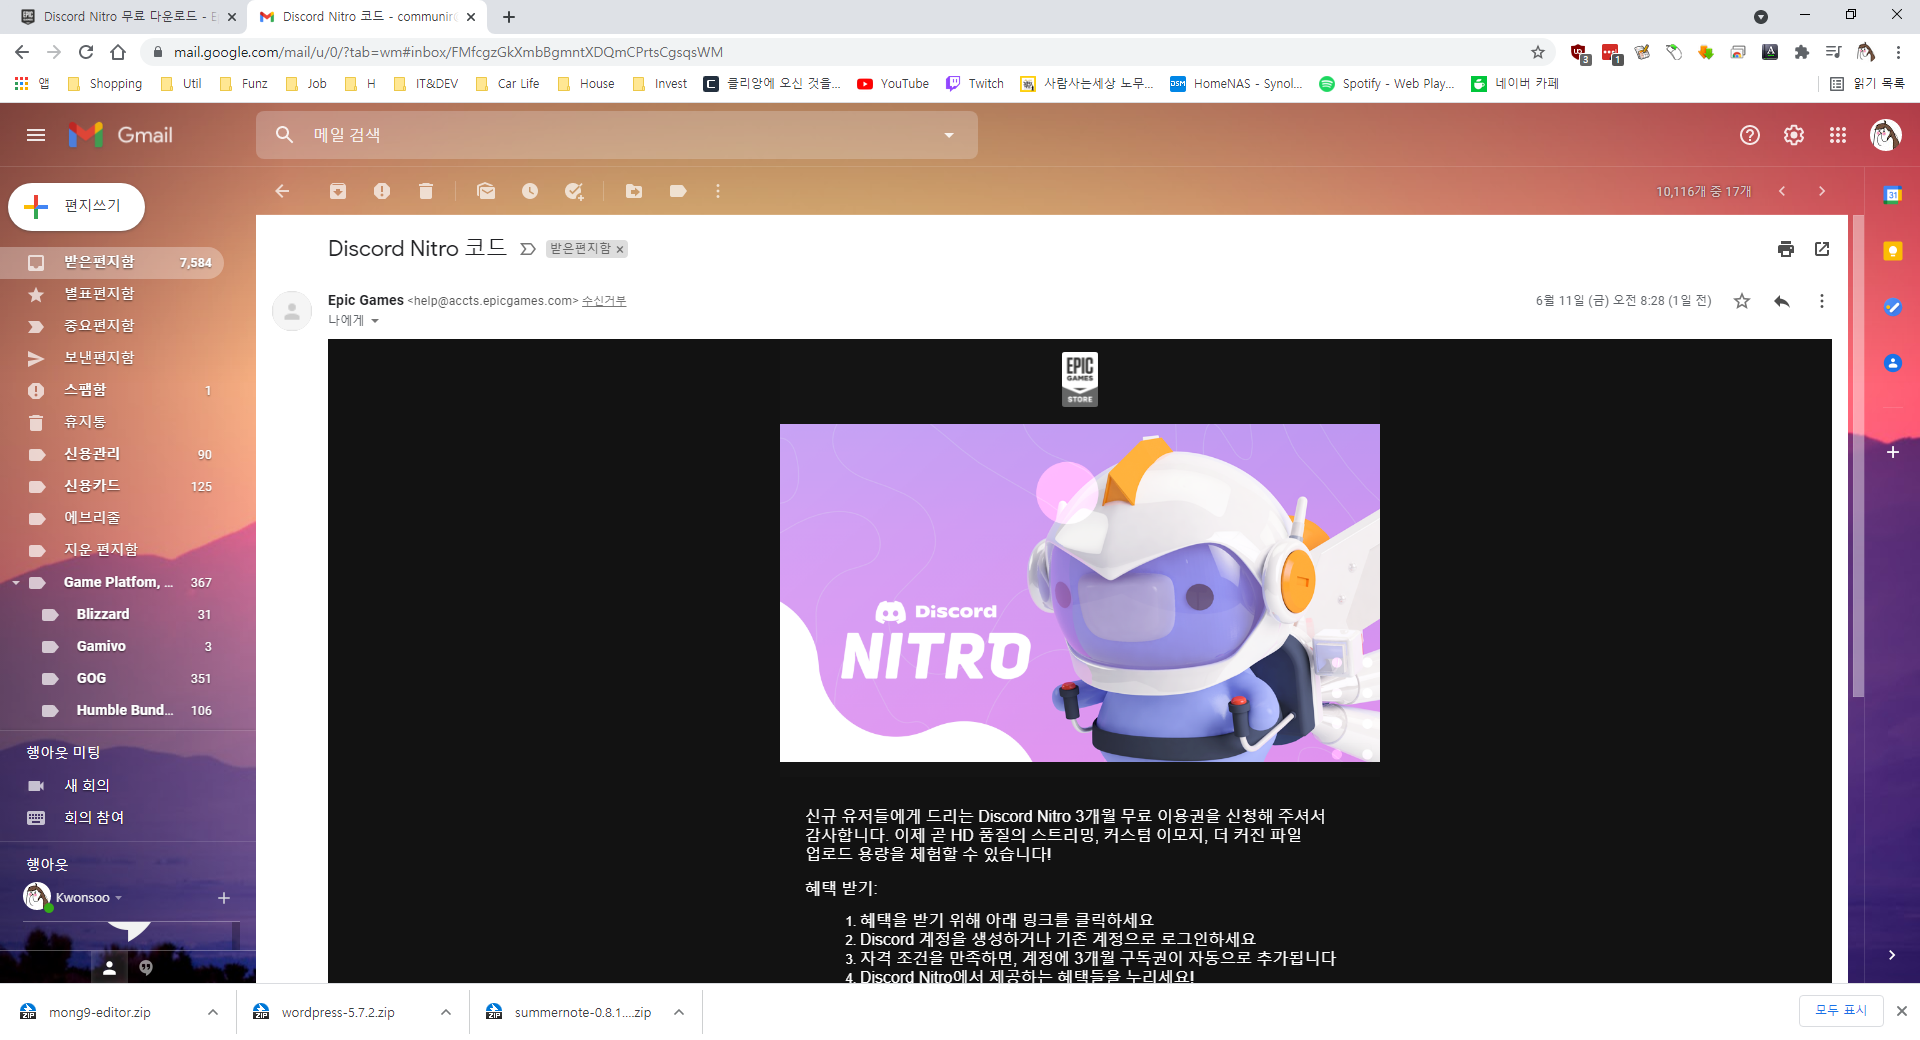 Discord Nitro 무료 다운로드 - E
Discord Nitro 코드 - communir
mail.google.com/mail/u/0/?tab=wm#inbox/FMfcgzGkXmbBgmntXDQmCPrtsCgsqsWM
3
1
앱
Shopping
Util
Funz
Job
H
IT&DEV
Car Life
House
Invest
클리앙에 오신 것을...
YouTube
Twitch
사람사는세상 노무...
HomeNAS - Synol...
Spotify - Web Play...
네이버 카페
읽기 목록
Gmail
메일 검색
편지쓰기
10,116개 중 17개
31
받은편지함 7,584
별표편지함
중요편지함
보낸편지함
스팸함 1
휴지통
신용관리 90
신용카드 125
에브리줄
지운 편지함
Game Platfom, ... 367
Blizzard 31
Gamivo 3
GOG 351
Humble Bund... 106
행아웃 미팅
새 회의
회의 참여
행아웃
Kwonsoo
Discord Nitro 코드
받은편지함 ×
Epic Games <help@accts.epicgames.com> 수신거부
6월 11일 (금) 오전 8:28 (1일 전)
나에게
EPIC
GAMES
STORE
Discord
NITRO
신규 유저들에게 드리는 Discord Nitro 3개월 무료 이용권을 신청해 주셔서
감사합니다. 이제 곧 HD 품질의 스트리밍, 커스텀 이모지, 더 커진 파일
업로드 용량을 체험할 수 있습니다!
혜택 받기:
1. 혜택을 받기 위해 아래 링크를 클릭하세요
2. Discord 계정을 생성하거나 기존 계정으로 로그인하세요
3. 자격 조건을 만족하면, 계정에 3개월 구독권이 자동으로 추가됩니다
4. Discord Nitro에서 제공하는 혜택들을 누리세요!
mong9-editor.zip
wordpress-5.7.2.zip
summernote-0.8.1....zip
모두 표시